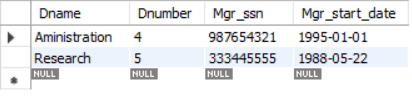 Dname Dnumber Mgr_ssn Mgr_start_date
Aministration 4 987654321 1995-01-01
Research 5 333445555 1988-05-22
NULL NULL NULL NULL